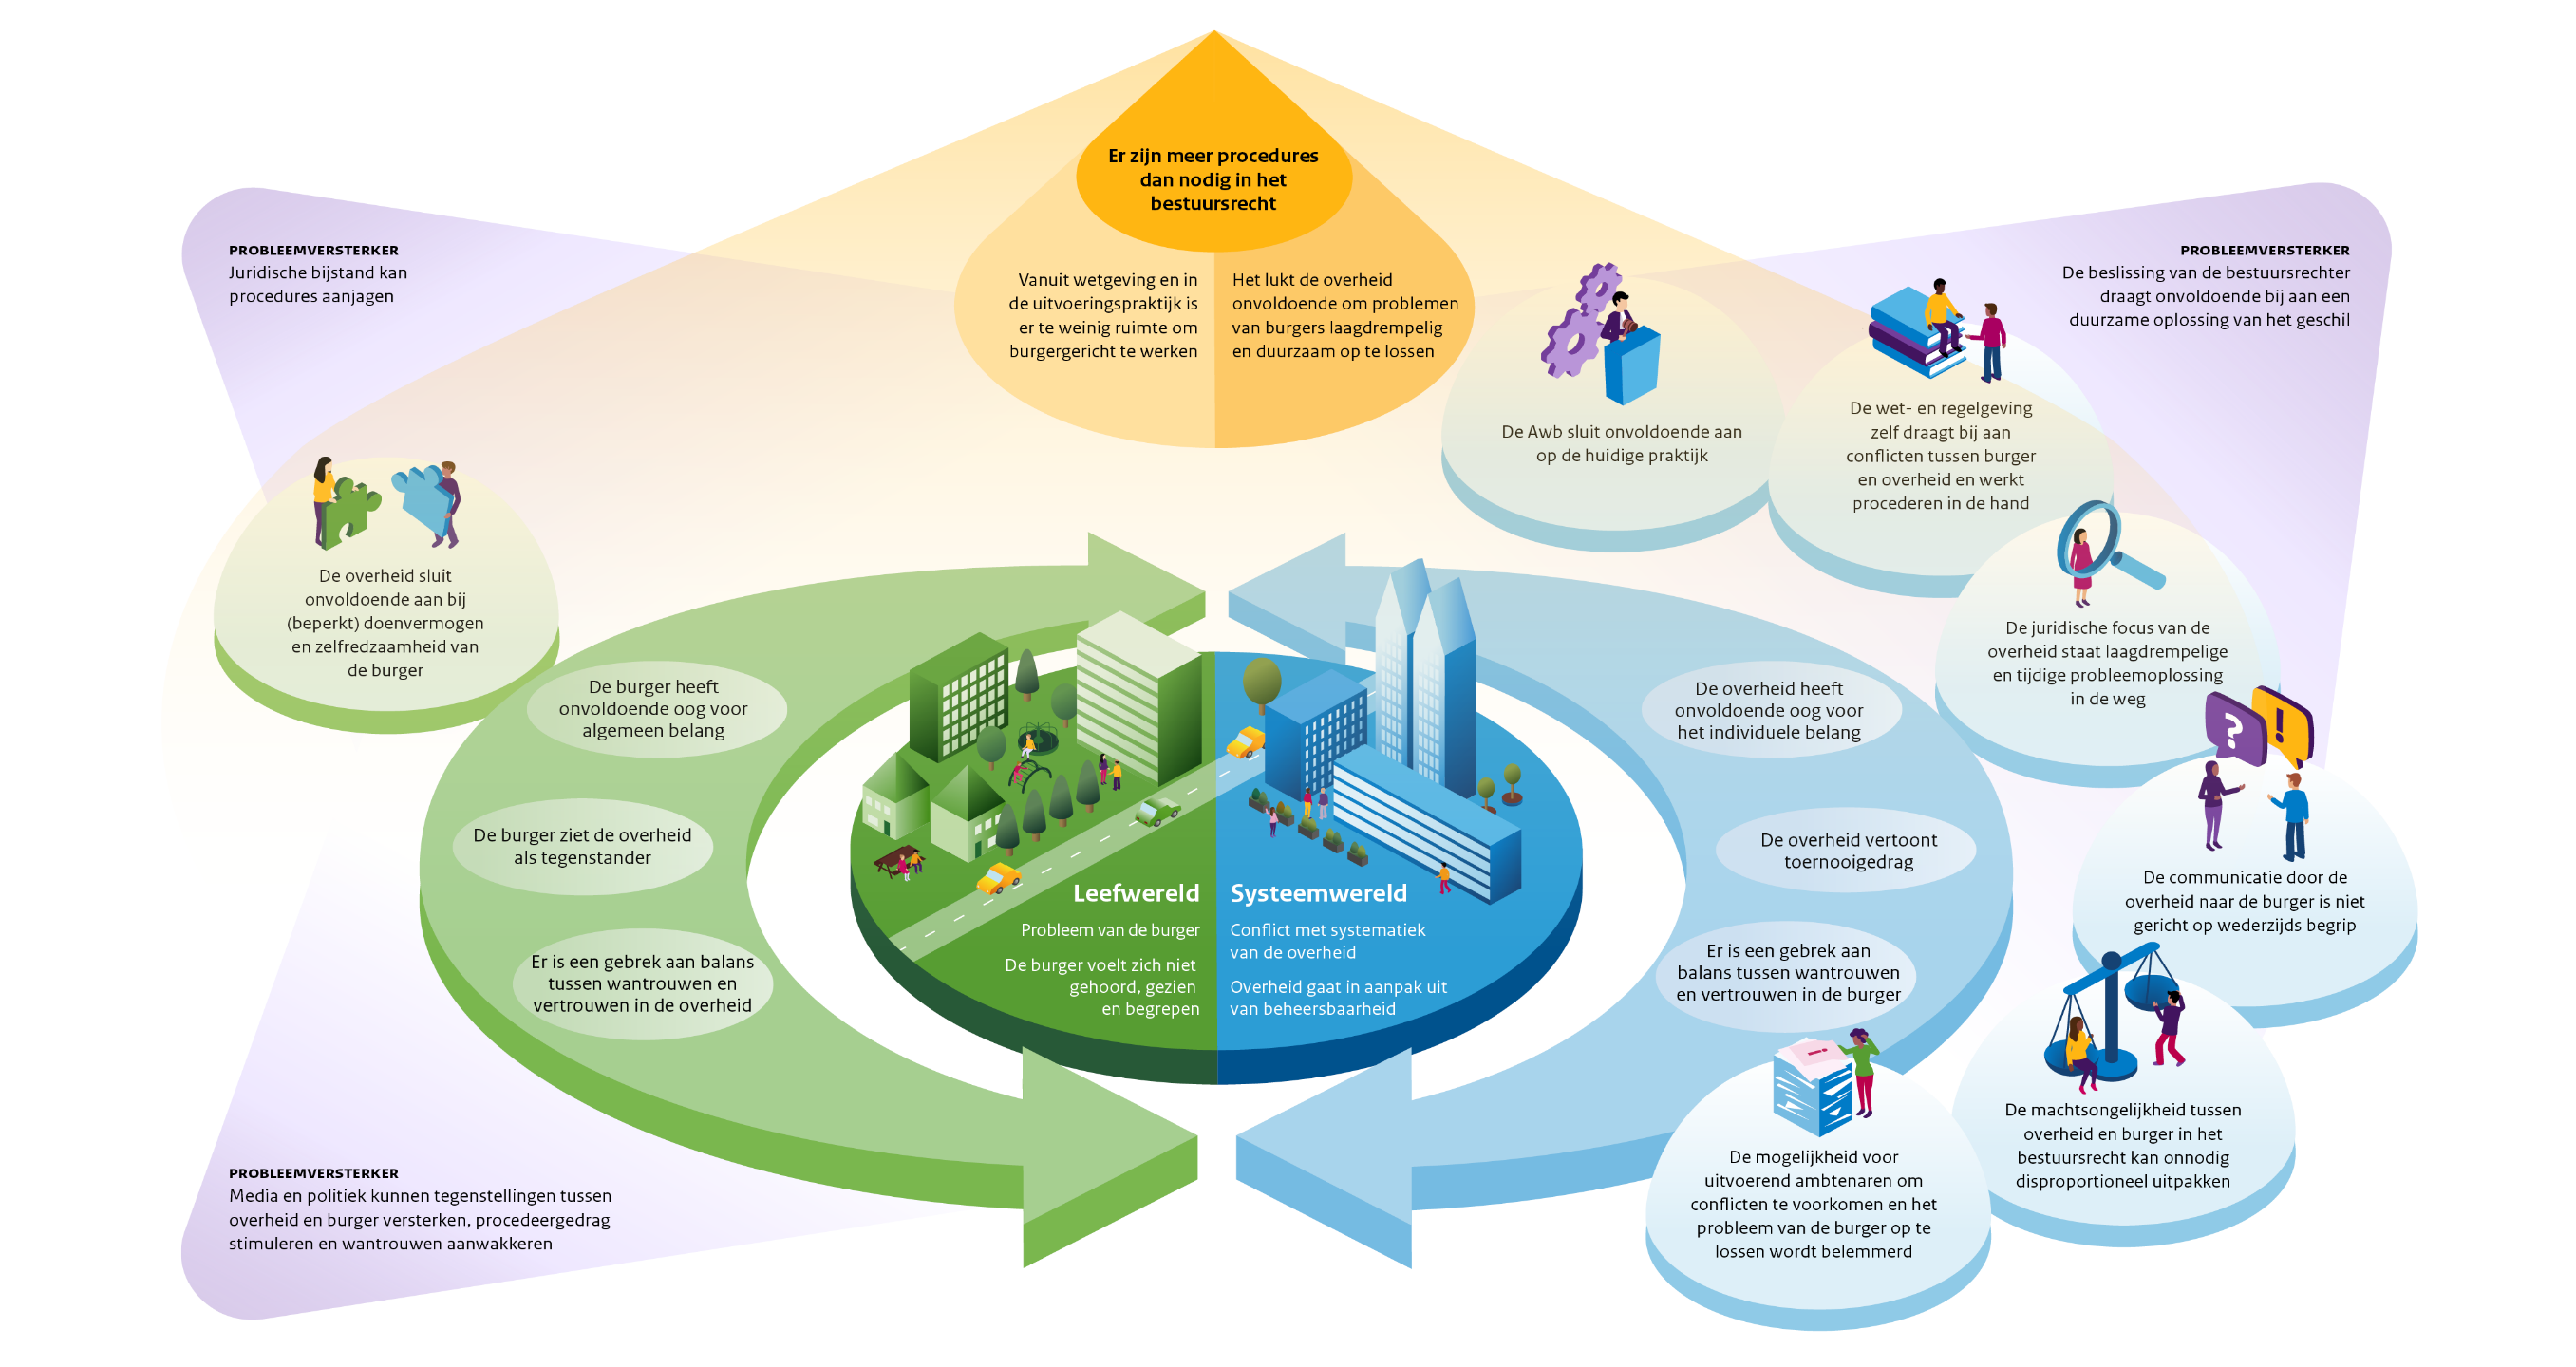 Er zijn meer procedures
dan nodig in het
bestuursrecht
Vanuit wetgeving en in
de uitvoeringspraktijk is
er te weinig ruimte om
burgergericht te werken
Het lukt de overheid
onvoldoende om problemen
van burgers laagdrempelig
en duurzaam op te lossen
PROBLEEMVERSTERKER
Juridische bijstand kan
procedures aanjagen
PROBLEEMVERSTERKER
De beslissing van de bestuursrechter
draagt onvoldoende bij aan een
duurzame oplossing van het geschil
De Awb sluit onvoldoende aan
op de huidige praktijk
De wet- en regelgeving
zelf draagt bij aan
conflicten tussen burger
en overheid en werkt
procederen in de hand
De overheid sluit
onvoldoende aan bij
(beperkt) doenvermogen
en zelfredzaamheid van
de burger
De juridische focus van de
overheid staat laagdrempelige
en tijdige probleemoplossing
in de weg
De burger heeft
onvoldoende oog voor
algemeen belang
De burger ziet de overheid
als tegenstander
Er is een gebrek aan balans
tussen wantrouwen en
vertrouwen in de overheid
Leefwereld
Probleem van de burger
De burger voelt zich niet
gehoord, gezien
en begrepen
Systeemwereld
Conflict met systematiek
van de overheid
Overheid gaat in aanpak uit
van beheersbaarheid
De overheid heeft
onvoldoende oog voor
het individuele belang
De overheid vertoont
toernooigedrag
Er is een gebrek aan
balans tussen wantrouwen
en vertrouwen in de burger
? !
De communicatie door de
overheid naar de burger is niet
gericht op wederzijds begrip
De machtsongelijkheid tussen
overheid en burger in het
bestuursrecht kan onnodig
disproportioneel uitpakken
De mogelijkheid voor
uitvoerend ambtenaren om
conflicten te voorkomen en het
probleem van de burger op te
lossen wordt belemmerd
PROBLEEMVERSTERKER
Media en politiek kunnen tegenstellingen tussen
overheid en burger versterken, procedeergedrag
stimuleren en wantrouwen aanwakkeren